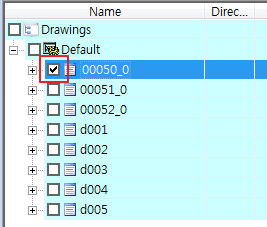 Name Direc...
Drawings
Default
00050_0
00051_0
00052_0
d001
d002
d003
d004
d005